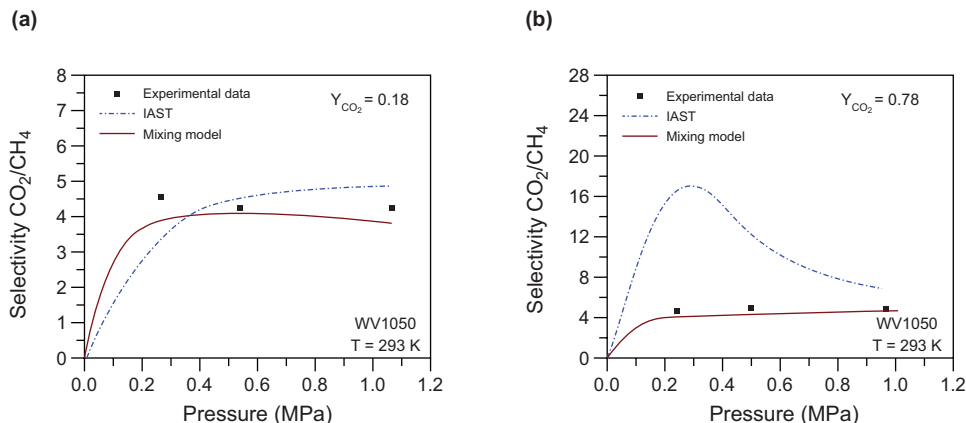 (a)
8
7
6
5
4
3
2
1
0
Selectivity CO₂/CH₄
Experimental data
IAST
Mixing model
Y_CO₂ = 0.18
WV1050
T = 293 K
0.0 0.2 0.4 0.6 0.8 1.0 1.2
Pressure (MPa)
(b)
28
24
20
16
12
8
4
0
Selectivity CO₂/CH₄
Experimental data
IAST
Mixing model
Y_CO₂ = 0.78
WV1050
T = 293 K
0.0 0.2 0.4 0.6 0.8 1.0 1.2
Pressure (MPa)